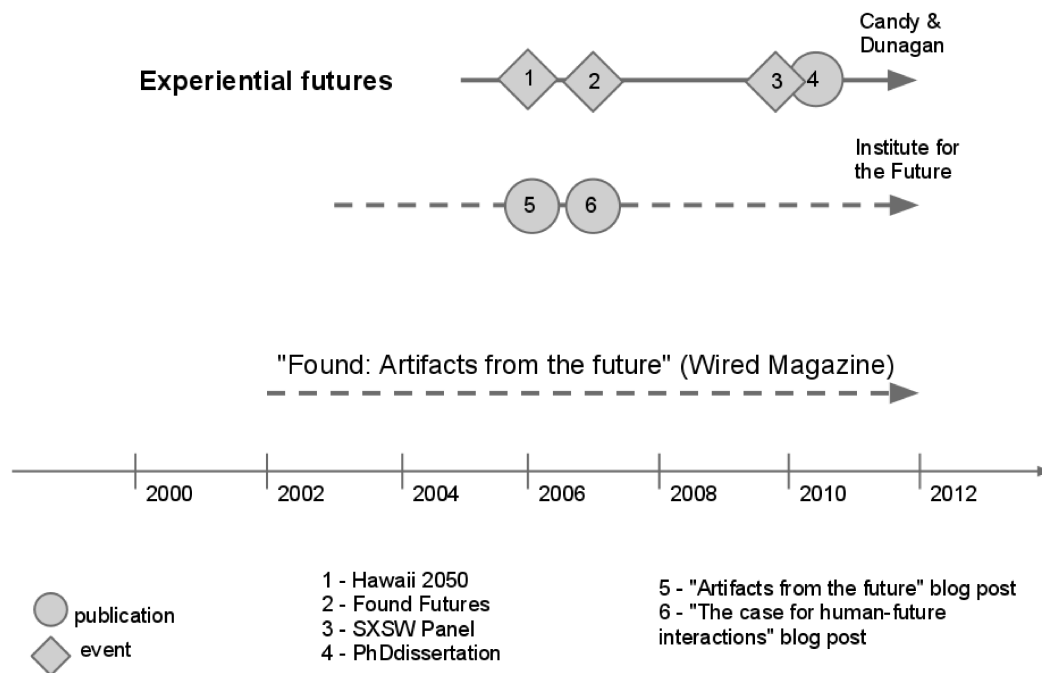 Candy &
Dunagan
Experiential futures
1
2
3
4
Institute for
the Future
5
6
"Found: Artifacts from the future" (Wired Magazine)
2000
2002
2004
2006
2008
2010
2012
publication
event
1 - Hawaii 2050
2 - Found Futures
3 - SXSW Panel
4 - PhDdissertation
5 - "Artifacts from the future" blog post
6 - "The case for human-future
interactions" blog post